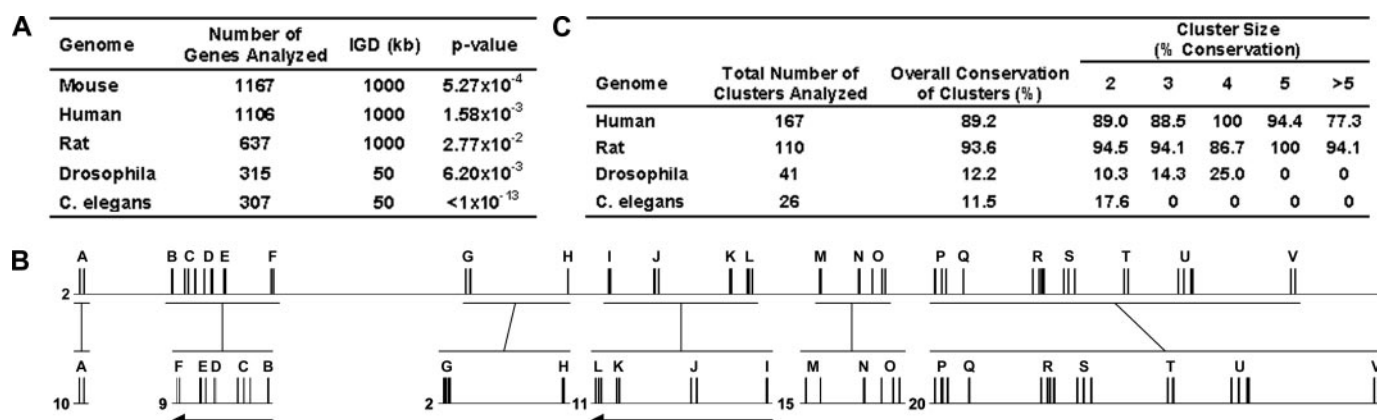 A
Genome Number of Genes Analyzed IGD (kb) p-value
Mouse 1167 1000 5.27x10-4
Human 1106 1000 1.58x10-3
Rat 637 1000 2.77x10-2
Drosophila 315 50 6.20x10-3
C. elegans 307 50 <1x10-13
C
Cluster Size
(% Conservation)
Genome Total Number of Clusters Analyzed Overall Conservation of Clusters (%) 2 3 4 5 >5
Human 167 89.2 89.0 88.5 100 94.4 77.3
Rat 110 93.6 94.5 94.1 86.7 100 94.1
Drosophila 41 12.2 10.3 14.3 25.0 0 0
C. elegans 26 11.5 17.6 0 0 0 0
B
A B C D E F G H I J K L M N O P Q R S T U V
2
A F E D C B G H L K J I M N O P Q R S T U V
10 9 2 11 15 20